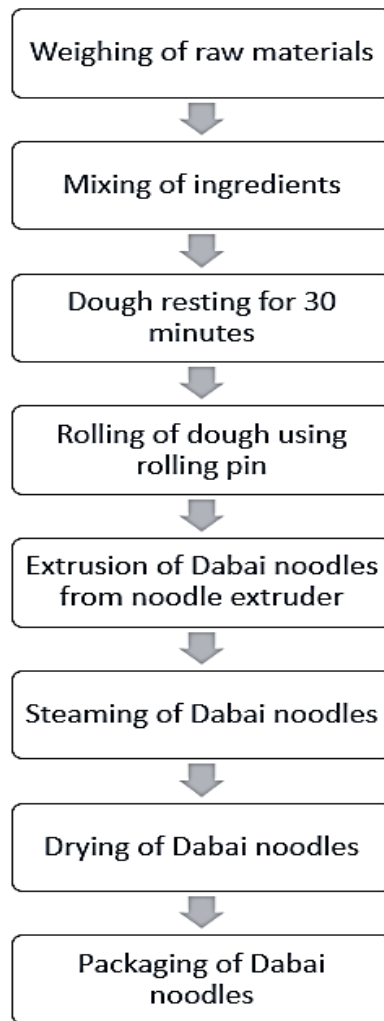 Weighing of raw materials
Mixing of ingredients
Dough resting for 30
minutes
Rolling of dough using
rolling pin
Extrusion of Dabai noodles
from noodle extruder
Steaming of Dabai noodles
Drying of Dabai noodles
Packaging of Dabai
noodles